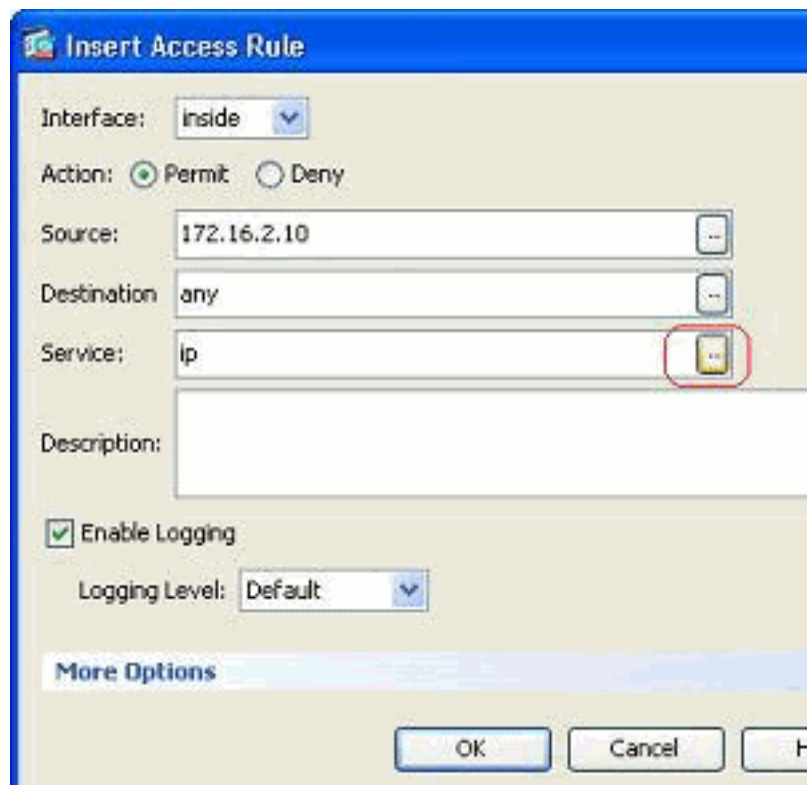 Insert Access Rule
Interface: inside
Action: Permit Deny
Source: 172.16.2.10 ...
Destination any ...
Service: ip ...
Description:
Enable Logging
Logging Level: Default
More Options
OK Cancel H